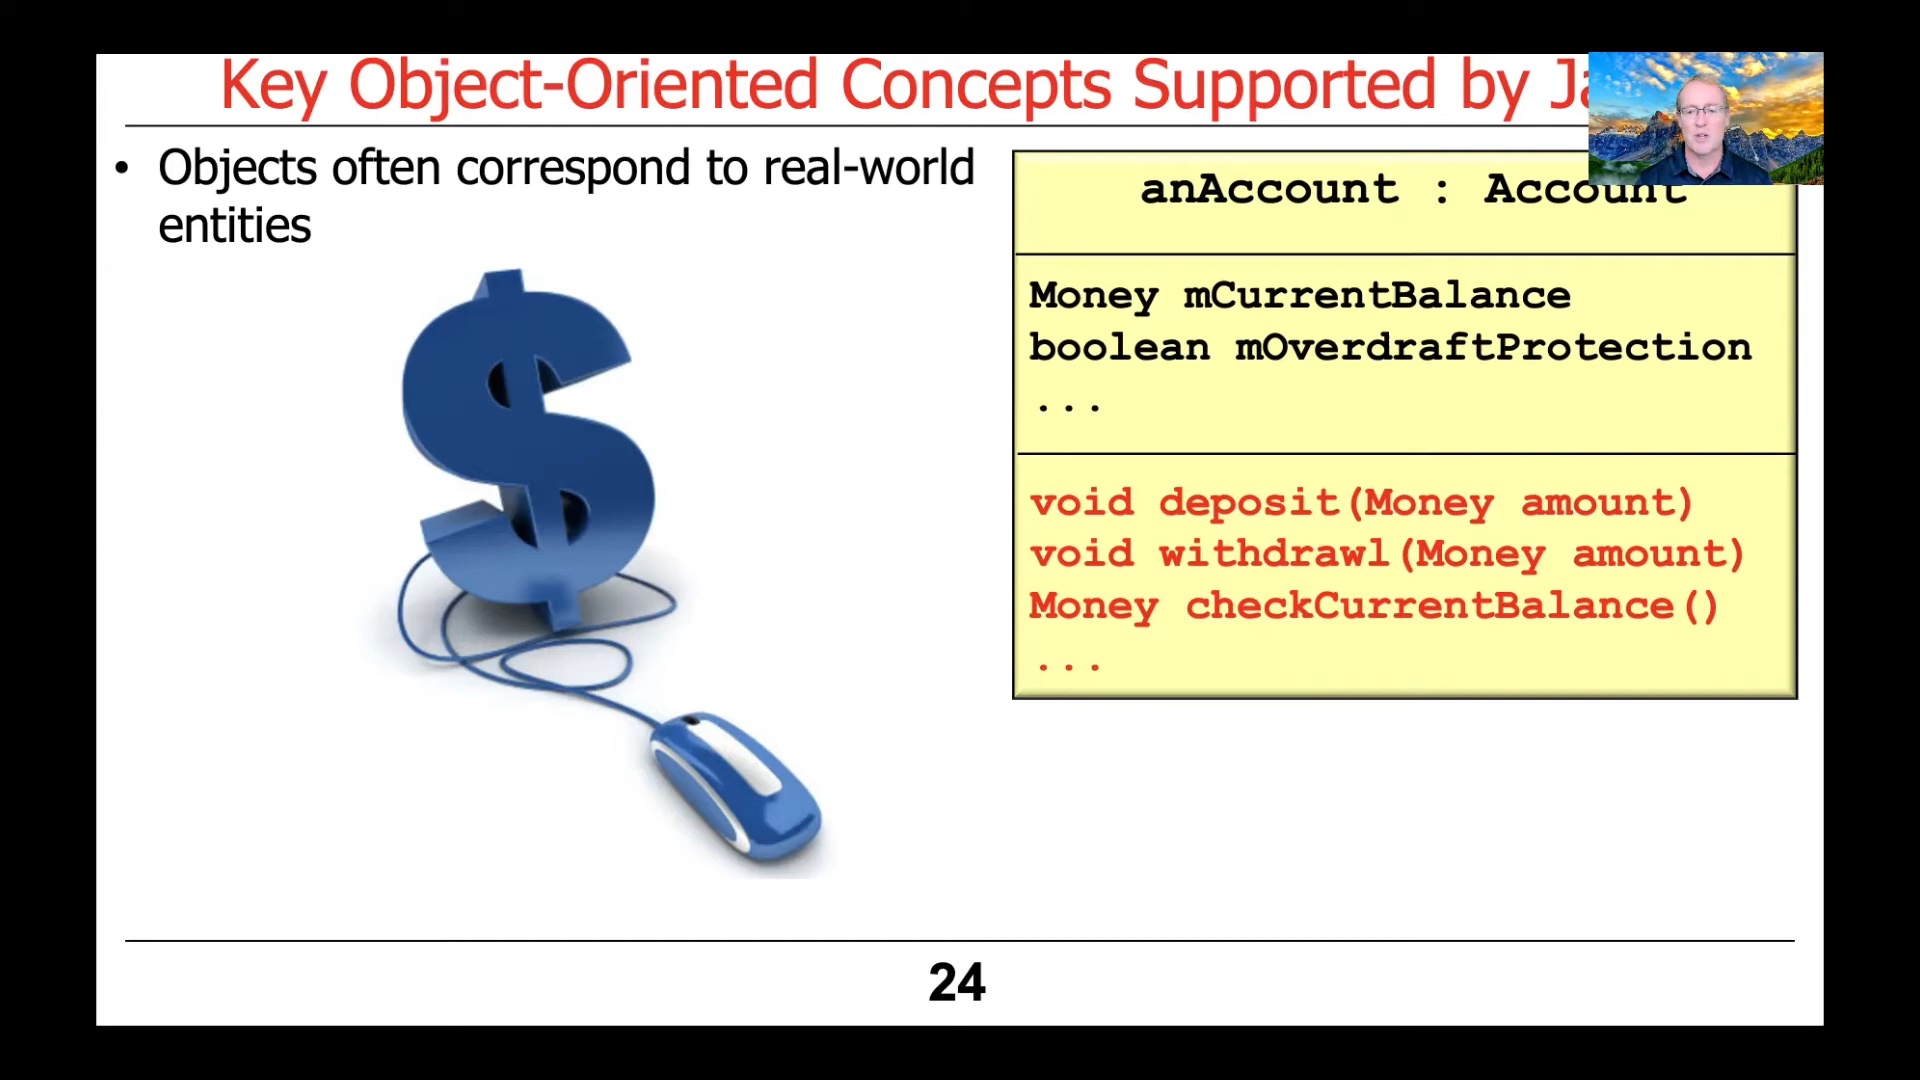 Key Object-Oriented Concepts Supported by
• Objects often correspond to real-world
entities
anAccount : Account
Money mCurrentBalance
boolean mOverdraftProtection
...
void deposit(Money amount)
void withdrawl(Money amount)
Money checkCurrentBalance()
...
24